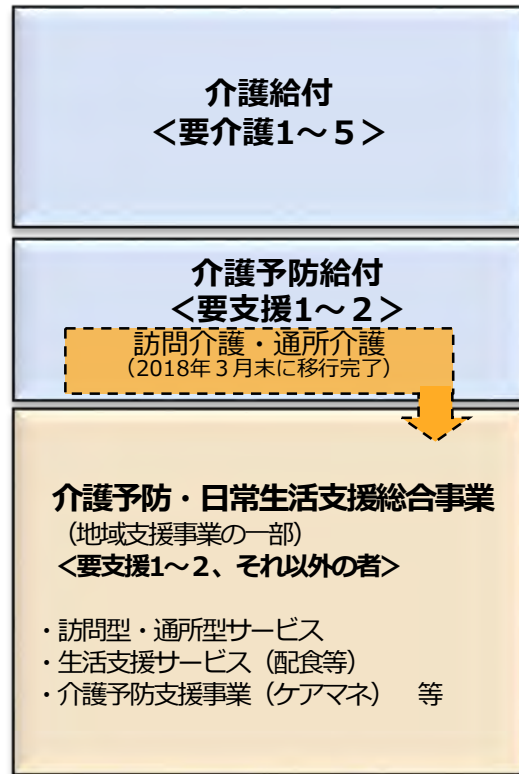 介護給付
＜要介護1～５＞
介護予防給付
＜要支援1～２＞
訪問介護・通所介護
（2018年３月末に移行完了）
介護予防・日常生活支援総合事業
（地域支援事業の一部）
＜要支援1～２、それ以外の者＞
・訪問型・通所型サービス
・生活支援サービス（配食等）
・介護予防支援事業（ケアマネ）　等